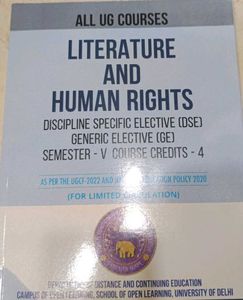 ALL UG COURSES
LITERATURE
AND
HUMAN RIGHTS
DISCIPLINE SPECIFIC ELECTIVE (DSE)
GENERIC ELECTIVE (GE)
SEMESTER - V COURSE CREDITS - 4
AS PER THE UGCF-2022 AND EDUCATION POLICY 2020
(FOR LIMITED CIRCULATION)
DEPARTMENT OF DISTANCE AND CONTINUING EDUCATION
CAMPUS OF OPEN LEARNING, SCHOOL OF OPEN LEARNING, UNIVERSITY OF DELHI